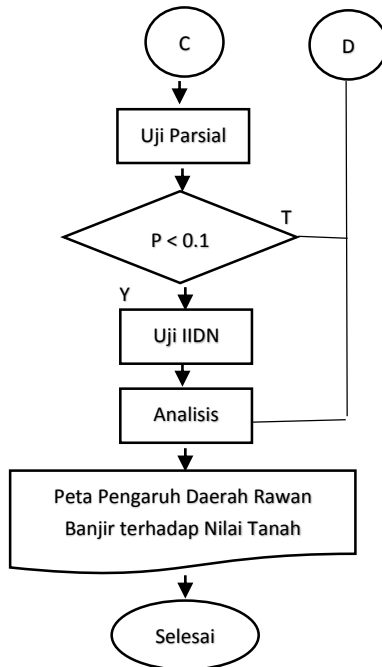 C
D
Uji Parsial
T
P < 0.1
Y
Uji IIDN
Analisis
Peta Pengaruh Daerah Rawan
Banjir terhadap Nilai Tanah
Selesai